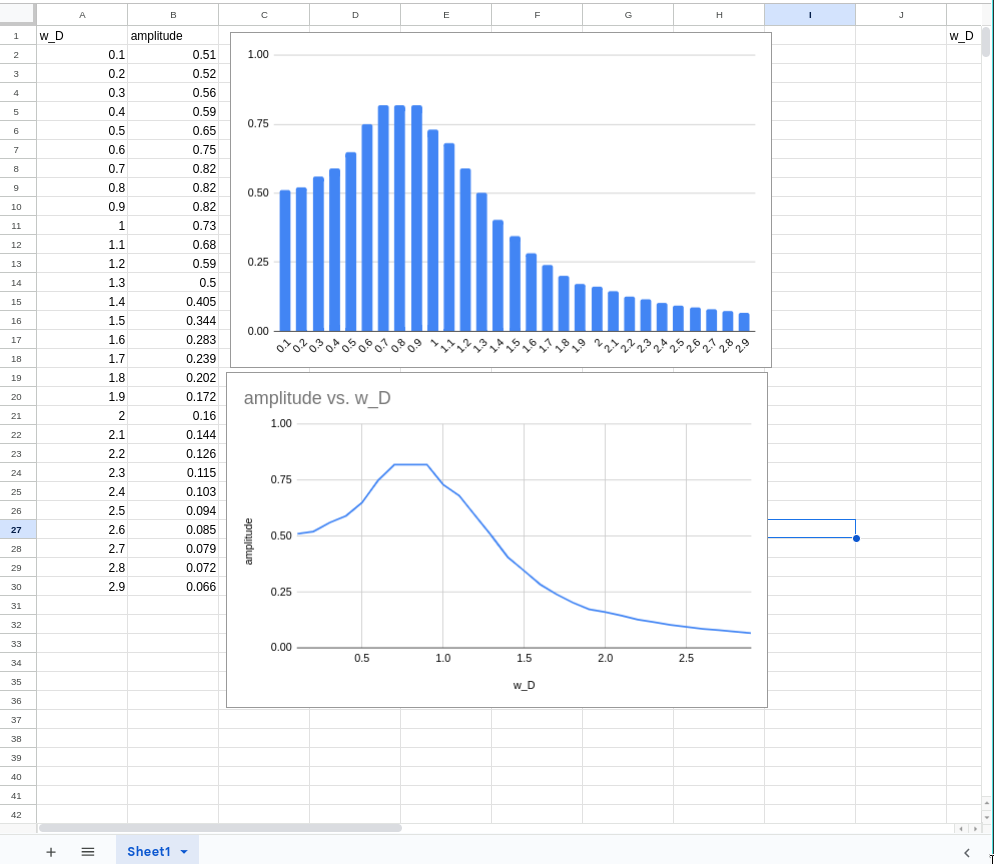 A B C D E F G H I J
1 w_D amplitude w_D
2 0.1 0.51
3 0.2 0.52
4 0.3 0.56
5 0.4 0.59
6 0.5 0.65
7 0.6 0.75
8 0.7 0.82
9 0.8 0.82
10 0.9 0.82
11 1 0.73
12 1.1 0.68
13 1.2 0.59
14 1.3 0.5
15 1.4 0.405
16 1.5 0.344
17 1.6 0.283
18 1.7 0.239
19 1.8 0.202
20 1.9 0.172
21 2 0.16
22 2.1 0.144
23 2.2 0.126
24 2.3 0.115
25 2.4 0.103
26 2.5 0.094
27 2.6 0.085
28 2.7 0.079
29 2.8 0.072
30 2.9 0.066
31
32
33
34
35
36
37
38
39
40
41
42
1.00
0.75
0.50
0.25
0.00
0.1 0.2 0.3 0.4 0.5 0.6 0.7 0.8 0.9 1 1.1 1.2 1.3 1.4 1.5 1.6 1.7 1.8 1.9 2 2.1 2.2 2.3 2.4 2.5 2.6 2.7 2.8 2.9
amplitude vs. w_D
1.00
0.75
amplitude
0.50
0.25
0.00
0.5 1.0 1.5 2.0 2.5
w_D
Sheet1